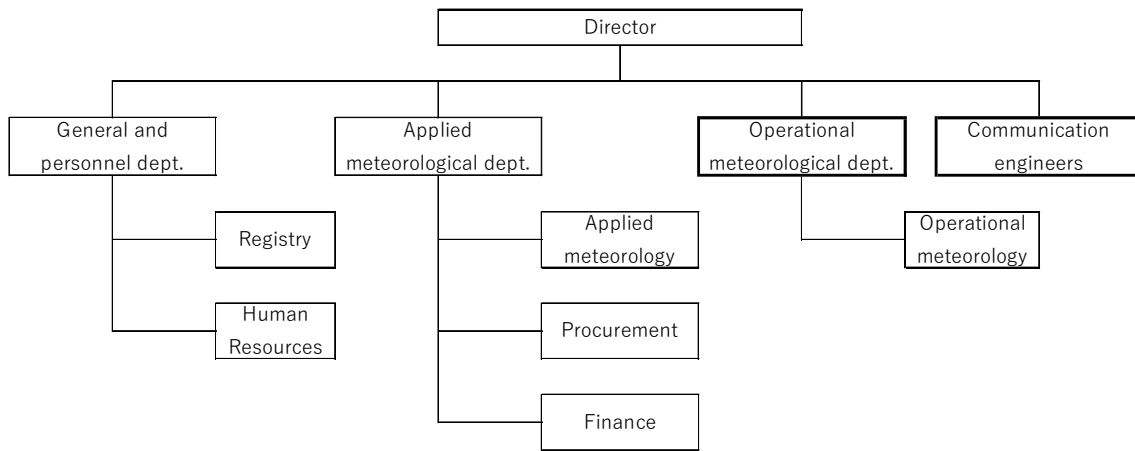 Director
General and
personnel dept.
Applied
meteorological dept.
Operational
meteorological dept.
Communication
engineers
Registry
Applied
meteorology
Operational
meteorology
Human
Resources
Procurement
Finance